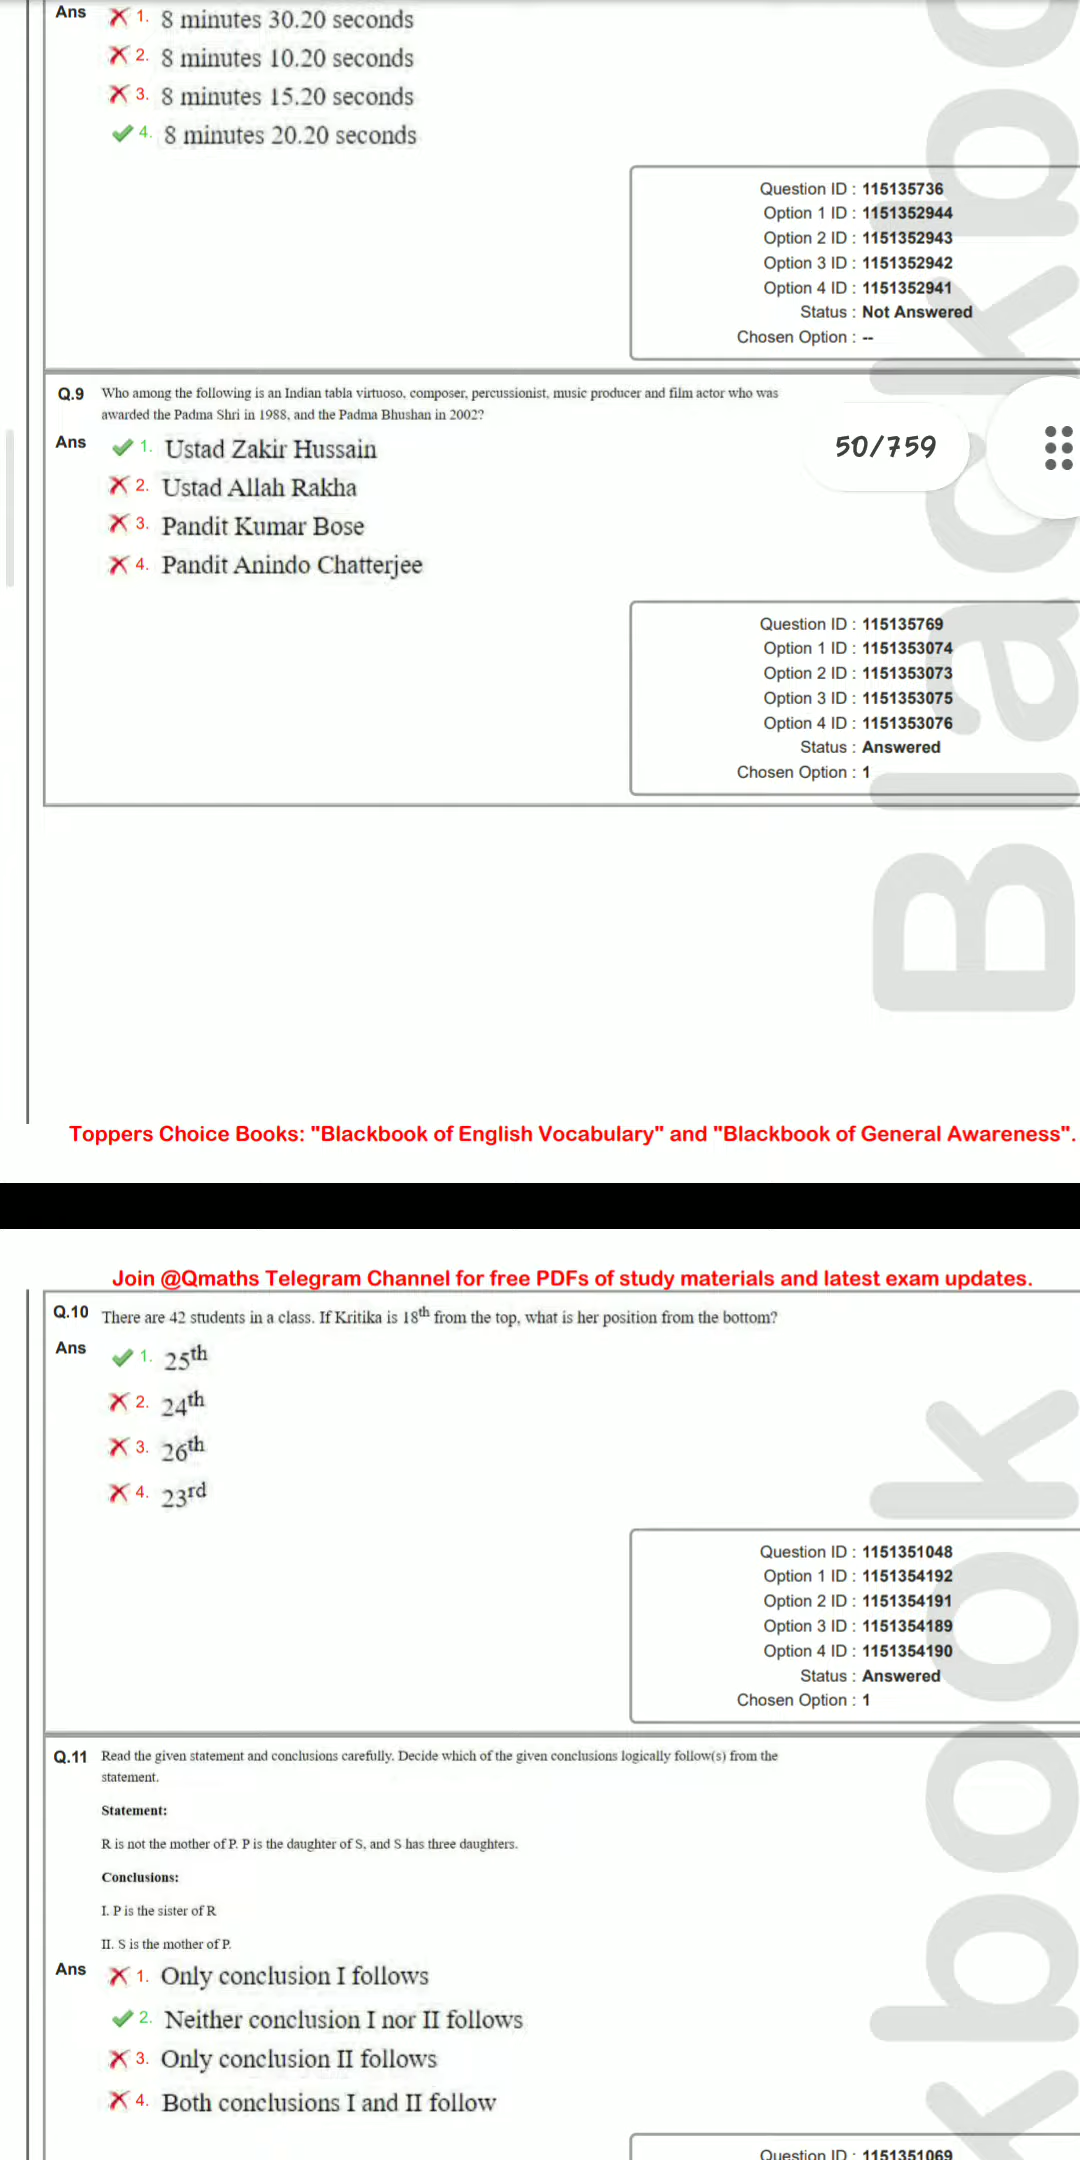 Ans 1. 8 minutes 30.20 seconds
2. 8 minutes 10.20 seconds
3. 8 minutes 15.20 seconds
4. 8 minutes 20.20 seconds
Question ID : 115135736
Option 1 ID : 1151352944
Option 2 ID : 1151352943
Option 3 ID : 1151352942
Option 4 ID : 1151352941
Status : Not Answered
Chosen Option : --
Q.9 Who among the following is an Indian tabla virtuoso, composer, percussionist, music producer and film actor who was
awarded the Padma Shri in 1988, and the Padma Bhushan in 2002?
Ans 1. Ustad Zakir Hussain
2. Ustad Allah Rakha
3. Pandit Kumar Bose
4. Pandit Anindo Chatterjee
50/759
Question ID : 115135769
Option 1 ID : 1151353074
Option 2 ID : 1151353073
Option 3 ID : 1151353075
Option 4 ID : 1151353076
Status : Answered
Chosen Option : 1
Blackbo
Toppers Choice Books: "Blackbook of English Vocabulary" and "Blackbook of General Awareness".
Join @Qmaths Telegram Channel for free PDFs of study materials and latest exam updates.
Q.10 There are 42 students in a class. If Kritika is 18th from the top, what is her position from the bottom?
Ans 1. 25th
2. 24th
3. 26th
4. 23rd
Question ID : 1151351048
Option 1 ID : 1151354192
Option 2 ID : 1151354191
Option 3 ID : 1151354189
Option 4 ID : 1151354190
Status : Answered
Chosen Option : 1
Q.11 Read the given statement and conclusions carefully. Decide which of the given conclusions logically follow(s) from the
statement.
Statement:
R is not the mother of P. P is the daughter of S, and S has three daughters.
Conclusions:
I. P is the sister of R
II. S is the mother of P.
Ans 1. Only conclusion I follows
2. Neither conclusion I nor II follows
3. Only conclusion II follows
4. Both conclusions I and II follow
kbook
Question ID : 1151351069